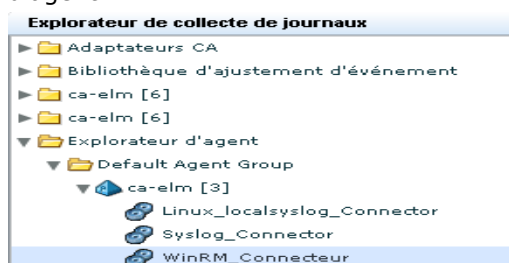 Explorateur de collecte de journaux
Adaptateurs CA
Bibliothèque d'ajustement d'événement
ca-elm [6]
ca-elm [6]
Explorateur d'agent
Default Agent Group
ca-elm [3]
Linux_localsyslog_Connector
Syslog_Connector
WinRM_Connecteur